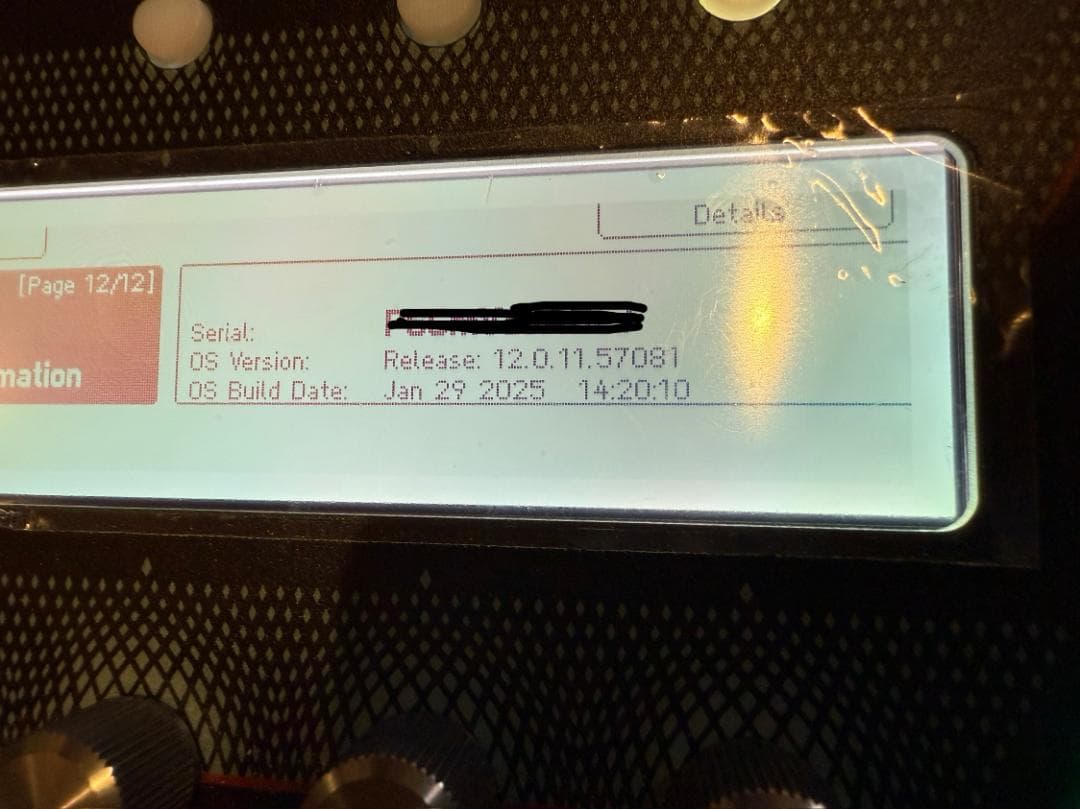 Details
[Page 12/12]
mation
Serial:
OS Version: Release: 12.0.11.57081
OS Build Date: Jan 29 2025 14:20:10